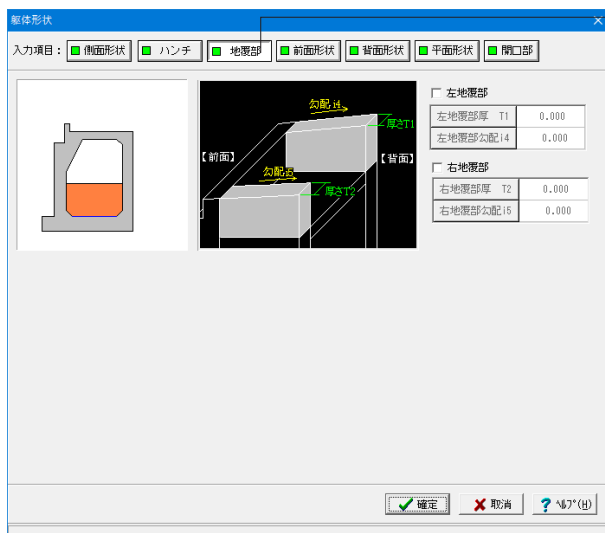 躯体形状
入力項目： 側面形状 ハンチ 地覆部 前面形状 背面形状 平面形状 開口部
勾配 i4
厚さT1
【前面】
【背面】
勾配i5
厚さT2
左地覆部
左地覆部厚 T1 0.000
左地覆部勾配i4 0.000
右地覆部
右地覆部厚 T2 0.000
右地覆部勾配i5 0.000
確定 取消 ? ﾍﾙﾌﾟ(H)